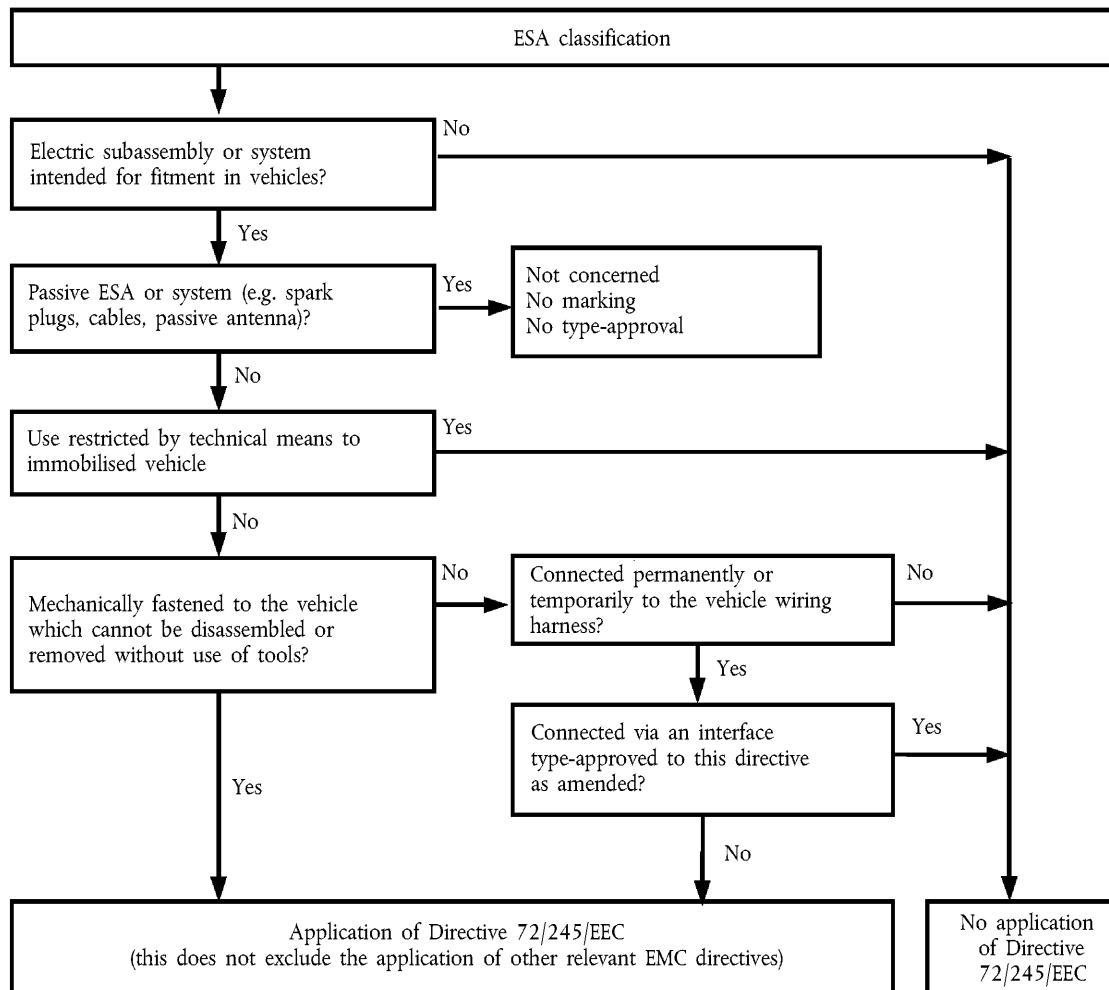 ESA classification
No
Electric subassembly or system
intended for fitment in vehicles?
Yes
Passive ESA or system (e.g. spark
plugs, cables, passive antenna)?
Yes
Not concerned
No marking
No type-approval
No
Use restricted by technical means to
immobilised vehicle
Yes
No
Mechanically fastened to the vehicle
which cannot be disassembled or
removed without use of tools?
No
Connected permanently or
temporarily to the vehicle wiring
harness?
No
Yes
Connected via an interface
type-approved to this directive
as amended?
Yes
Yes
No
Application of Directive 72/245/EEC
(this does not exclude the application of other relevant EMC directives)
No application
of Directive
72/245/EEC